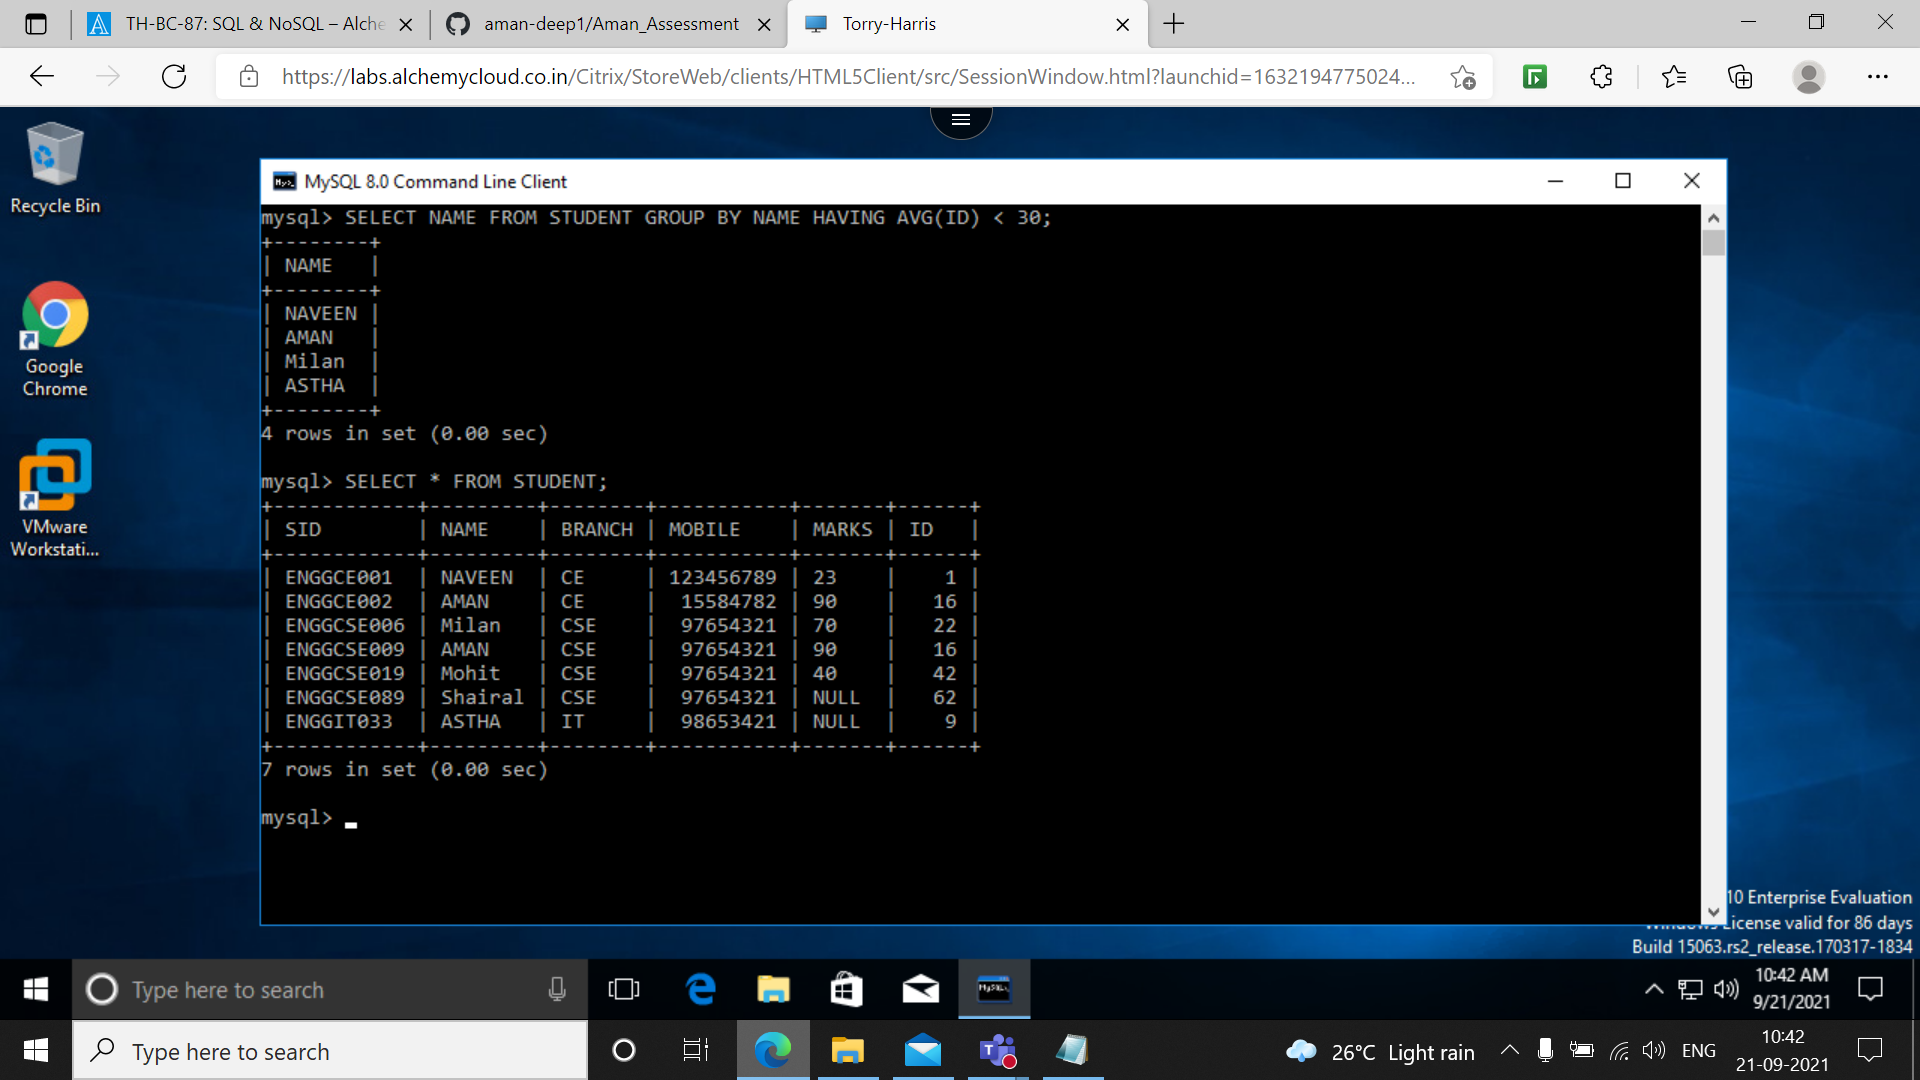 TH-BC-87: SQL & NoSQL – Alche
aman-deep1/Aman_Assessment
Torry-Harris
https://labs.alchemycloud.co.in/Citrix/StoreWeb/clients/HTML5Client/src/SessionWindow.html?launchid=1632194775024...
Recycle Bin
Google
Chrome
VMware
Workstati...
MySQL 8.0 Command Line Client
mysql> SELECT NAME FROM STUDENT GROUP BY NAME HAVING AVG(ID) < 30;
+--------+
| NAME   |
+--------+
| NAVEEN |
| AMAN   |
| Milan  |
| ASTHA  |
+--------+
4 rows in set (0.00 sec)
mysql> SELECT * FROM STUDENT;
+------------+---------+--------+-----------+-------+------+
| SID        | NAME    | BRANCH | MOBILE    | MARKS | ID   |
+------------+---------+--------+-----------+-------+------+
| ENGGCE001  | NAVEEN  | CE     | 123456789 | 23    |    1 |
| ENGGCE002  | AMAN    | CE     |  15584782 | 90    |   16 |
| ENGGCSE006 | Milan   | CSE    |  97654321 | 70    |   22 |
| ENGGCSE009 | AMAN    | CSE    |  97654321 | 90    |   16 |
| ENGGCSE019 | Mohit   | CSE    |  97654321 | 40    |   42 |
| ENGGCSE089 | Shairal | CSE    |  97654321 | NULL  |   62 |
| ENGGIT033  | ASTHA   | IT     |  98653421 | NULL  |    9 |
+------------+---------+--------+-----------+-------+------+
7 rows in set (0.00 sec)
mysql>
10 Enterprise Evaluation
Windows License valid for 86 days
Build 15063.rs2_release.170317-1834
Type here to search
10:42 AM
9/21/2021
Type here to search
26°C Light rain
ENG
10:42
21-09-2021